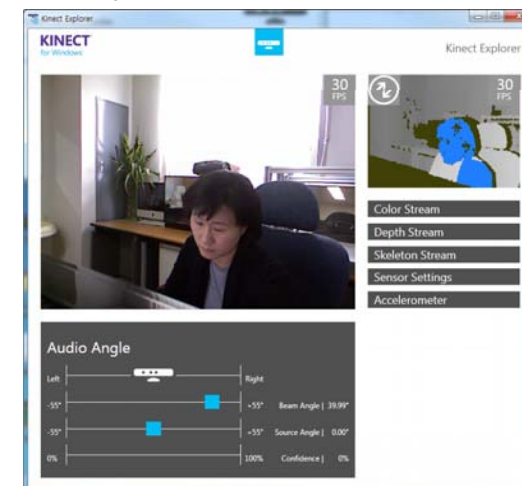 Kinect Explorer
KINECT
for Windows
Kinect Explorer
30
FPS
30
FPS
Color Stream
Depth Stream
Skeleton Stream
Sensor Settings
Accelerometer
Audio Angle
Left Right
-55° +55° Beam Angle | 39.99°
-55° +55° Source Angle | 0.00°
0% 100% Confidence | 0%